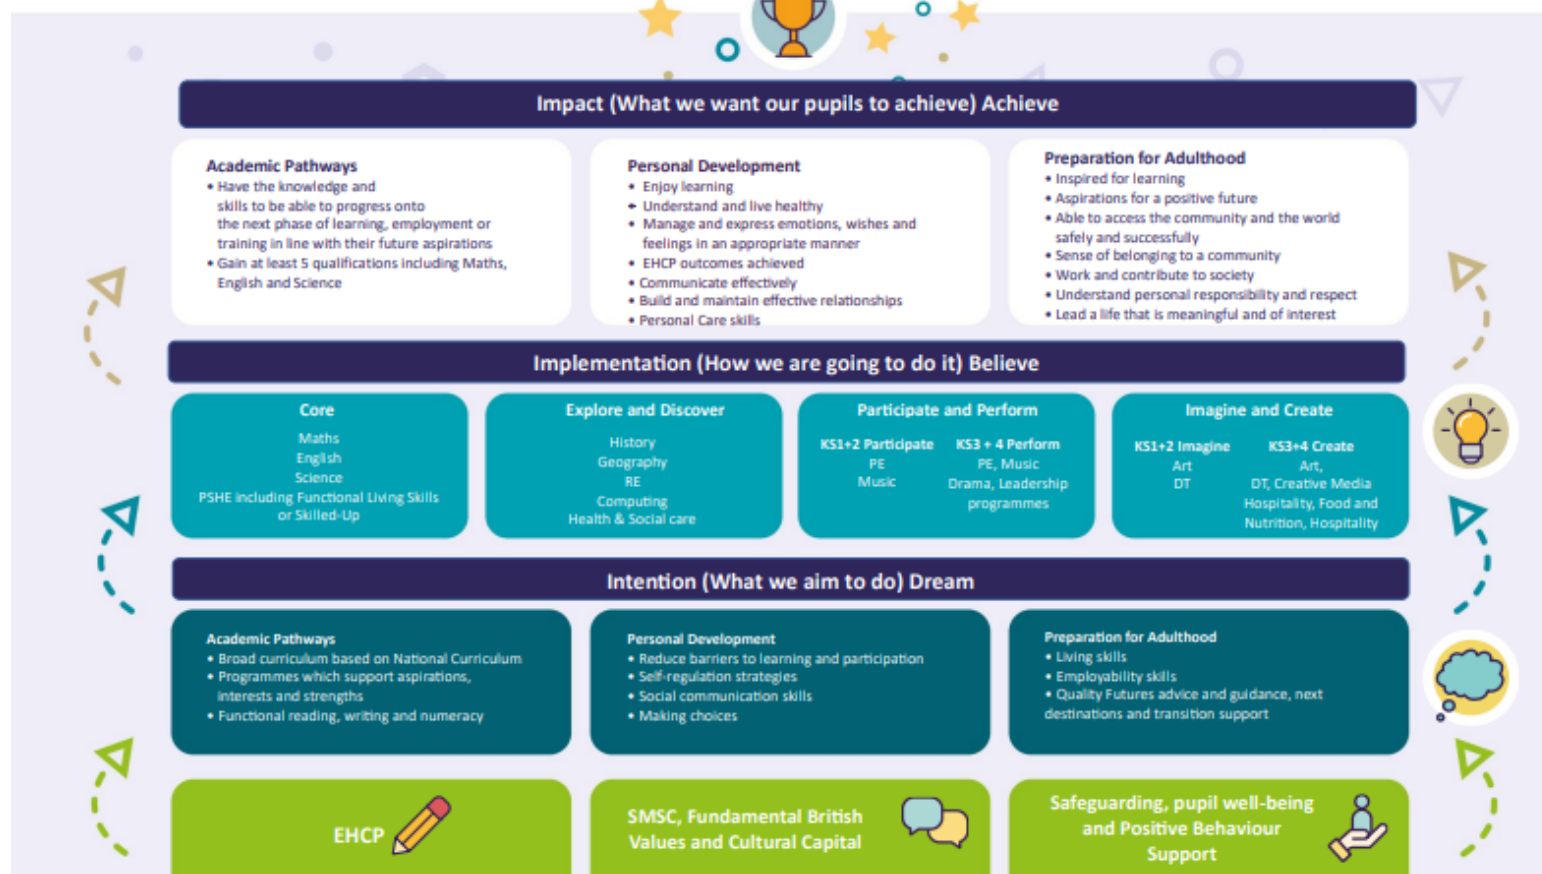 Impact (What we want our pupils to achieve) Achieve
Academic Pathways
• Have the knowledge and
skills to be able to progress onto
the next phase of learning, employment or
training in line with their future aspirations
• Gain at least 5 qualifications including Maths,
English and Science
Personal Development
• Enjoy learning
• Understand and live healthy
• Manage and express emotions, wishes and
feelings in an appropriate manner
• EHCP outcomes achieved
• Communicate effectively
• Build and maintain effective relationships
• Personal Care skills
Preparation for Adulthood
• Inspired for learning
• Aspirations for a positive future
• Able to access the community and the world
safely and successfully
• Sense of belonging to a community
• Work and contribute to society
• Understand personal responsibility and respect
• Lead a life that is meaningful and of interest
Implementation (How we are going to do it) Believe
Core
Maths
English
Science
PSHE including Functional Living Skills
or Skilled-Up
Explore and Discover
History
Geography
RE
Computing
Health & Social care
Participate and Perform
KS1+2 Participate
PE
Music
KS3 + 4 Perform
PE, Music
Drama, Leadership
programmes
Imagine and Create
KS1+2 Imagine
Art
DT
KS3+4 Create
Art,
DT, Creative Media
Hospitality, Food and
Nutrition, Hospitality
Intention (What we aim to do) Dream
Academic Pathways
• Broad curriculum based on National Curriculum
• Programmes which support aspirations,
interests and strengths
• Functional reading, writing and numeracy
Personal Development
• Reduce barriers to learning and participation
• Self-regulation strategies
• Social communication skills
• Making choices
Preparation for Adulthood
• Living skills
• Employability skills
• Quality Futures advice and guidance, next
destinations and transition support
EHCP
SMSC, Fundamental British
Values and Cultural Capital
Safeguarding, pupil well-being
and Positive Behaviour
Support